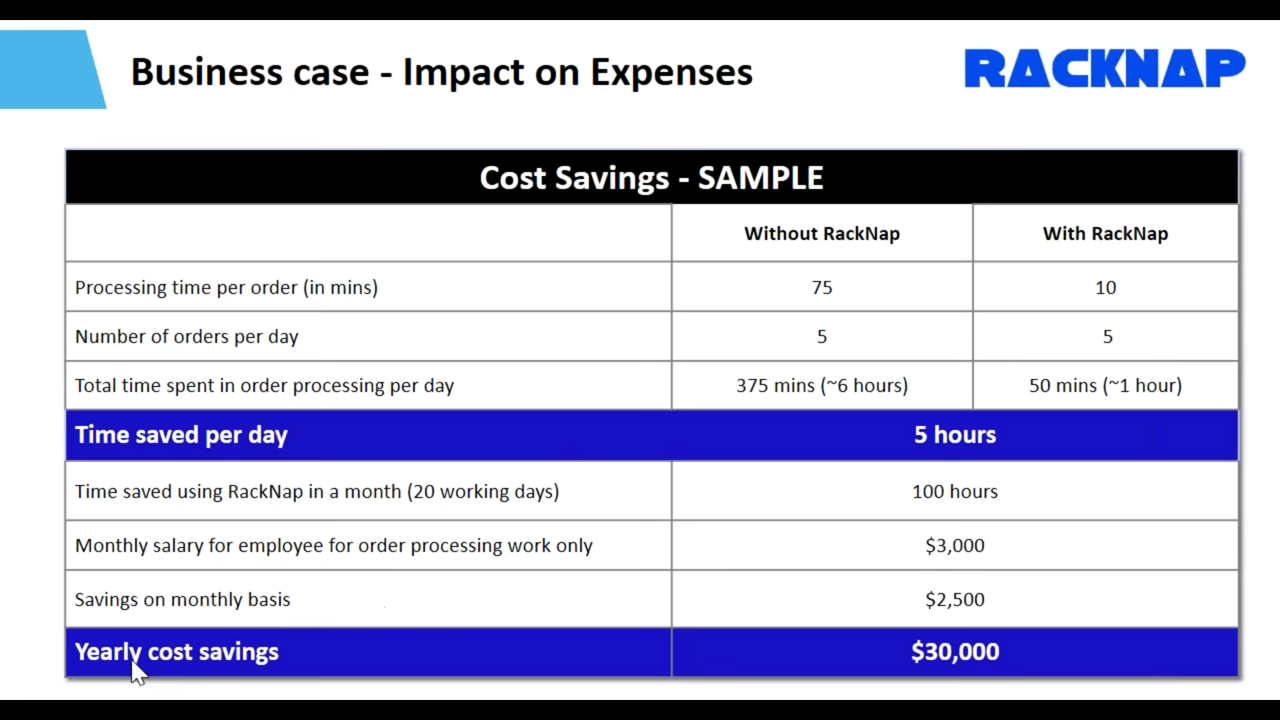 Business case - Impact on Expenses
RACKNAP
Cost Savings - SAMPLE
Without RackNap With RackNap
Processing time per order (in mins) 75 10
Number of orders per day 5 5
Total time spent in order processing per day 375 mins (~6 hours) 50 mins (~1 hour)
Time saved per day 5 hours
Time saved using RackNap in a month (20 working days) 100 hours
Monthly salary for employee for order processing work only $3,000
Savings on monthly basis $2,500
Yearly cost savings $30,000